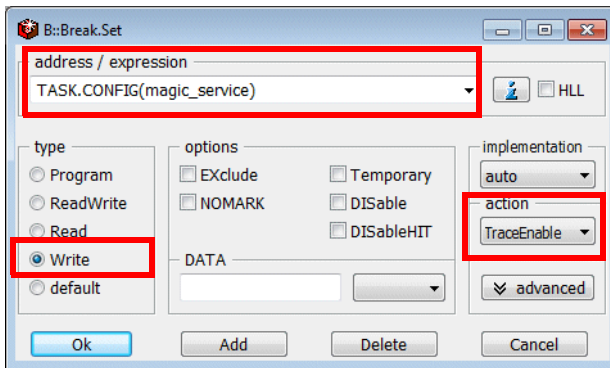 B::Break.Set
address / expression
TASK.CONFIG(magic_service)
i
HLL
type
Program
ReadWrite
Read
Write
default
options
EXclude
NOMARK
Temporary
DISable
DISableHIT
DATA
implementation
auto
action
TraceEnable
advanced
Ok
Add
Delete
Cancel